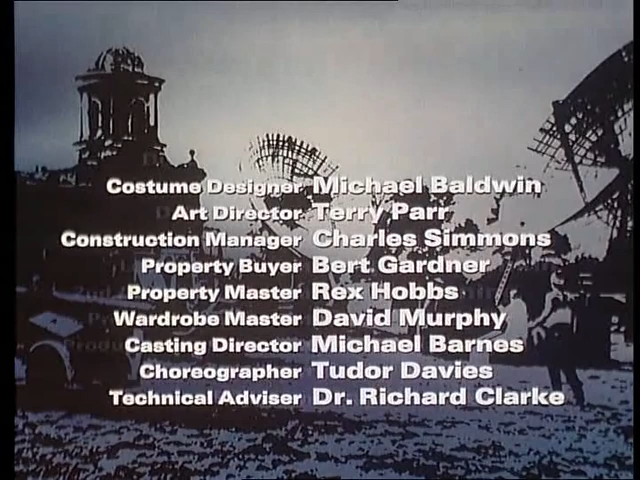 Costume Designer Michael Baldwin
Art Director Terry Parr
Construction Manager Charles Simmons
Property Buyer Bert Gardner
Property Master Rex Hobbs
Wardrobe Master David Murphy
Casting Director Michael Barnes
Choreographer Tudor Davies
Technical Adviser Dr. Richard Clarke